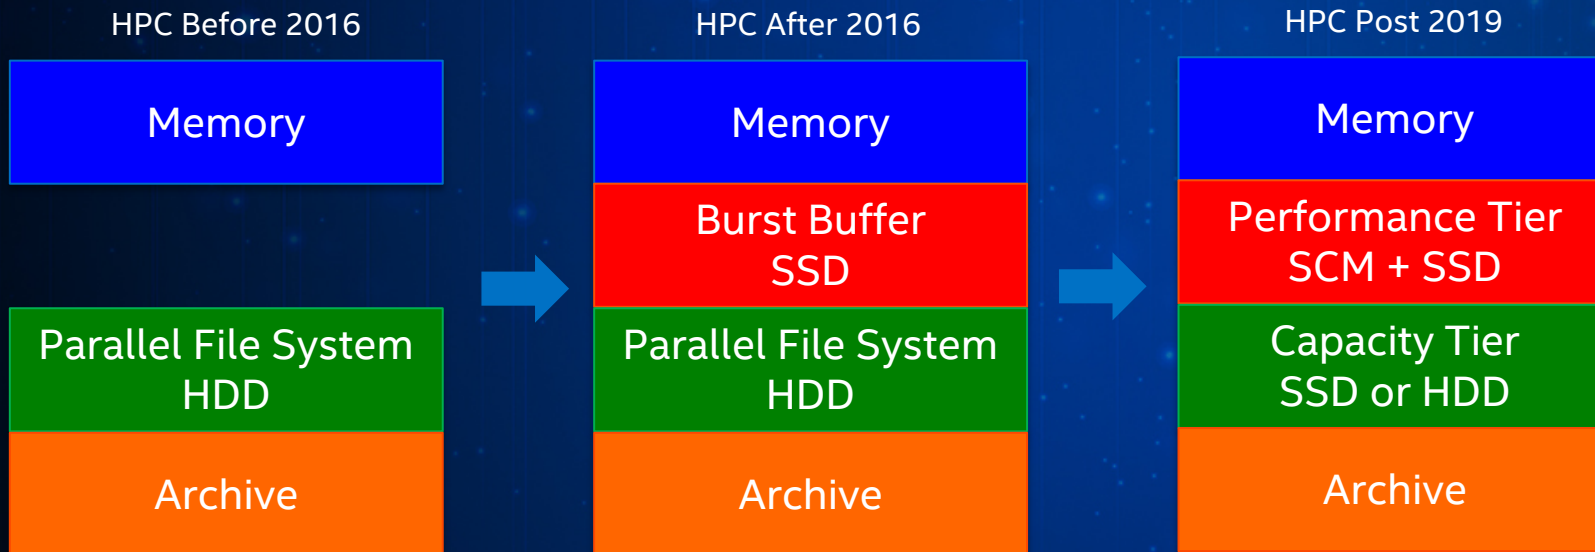 HPC Before 2016
Memory
Parallel File System
HDD
Archive
HPC After 2016
Memory
Burst Buffer
SSD
Parallel File System
HDD
Archive
HPC Post 2019
Memory
Performance Tier
SCM + SSD
Capacity Tier
SSD or HDD
Archive